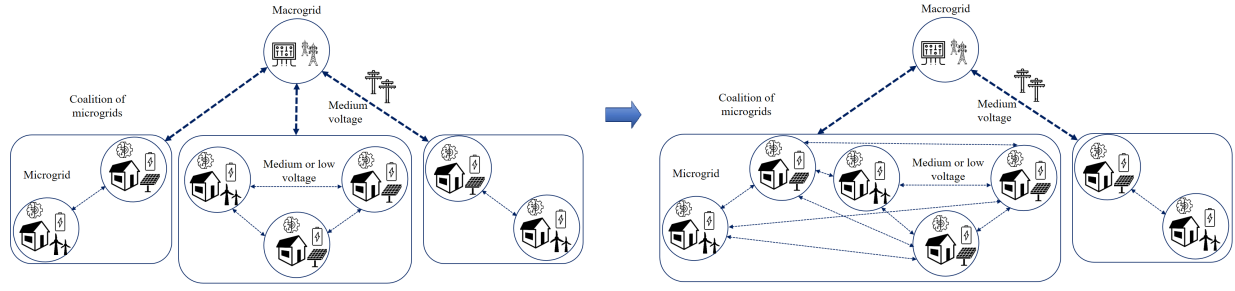 Macrogrid
Coalition of
microgrids
Medium
voltage
Microgrid
Medium or low
voltage
Macrogrid
Coalition of
microgrids
Medium
voltage
Microgrid
Medium or low
voltage